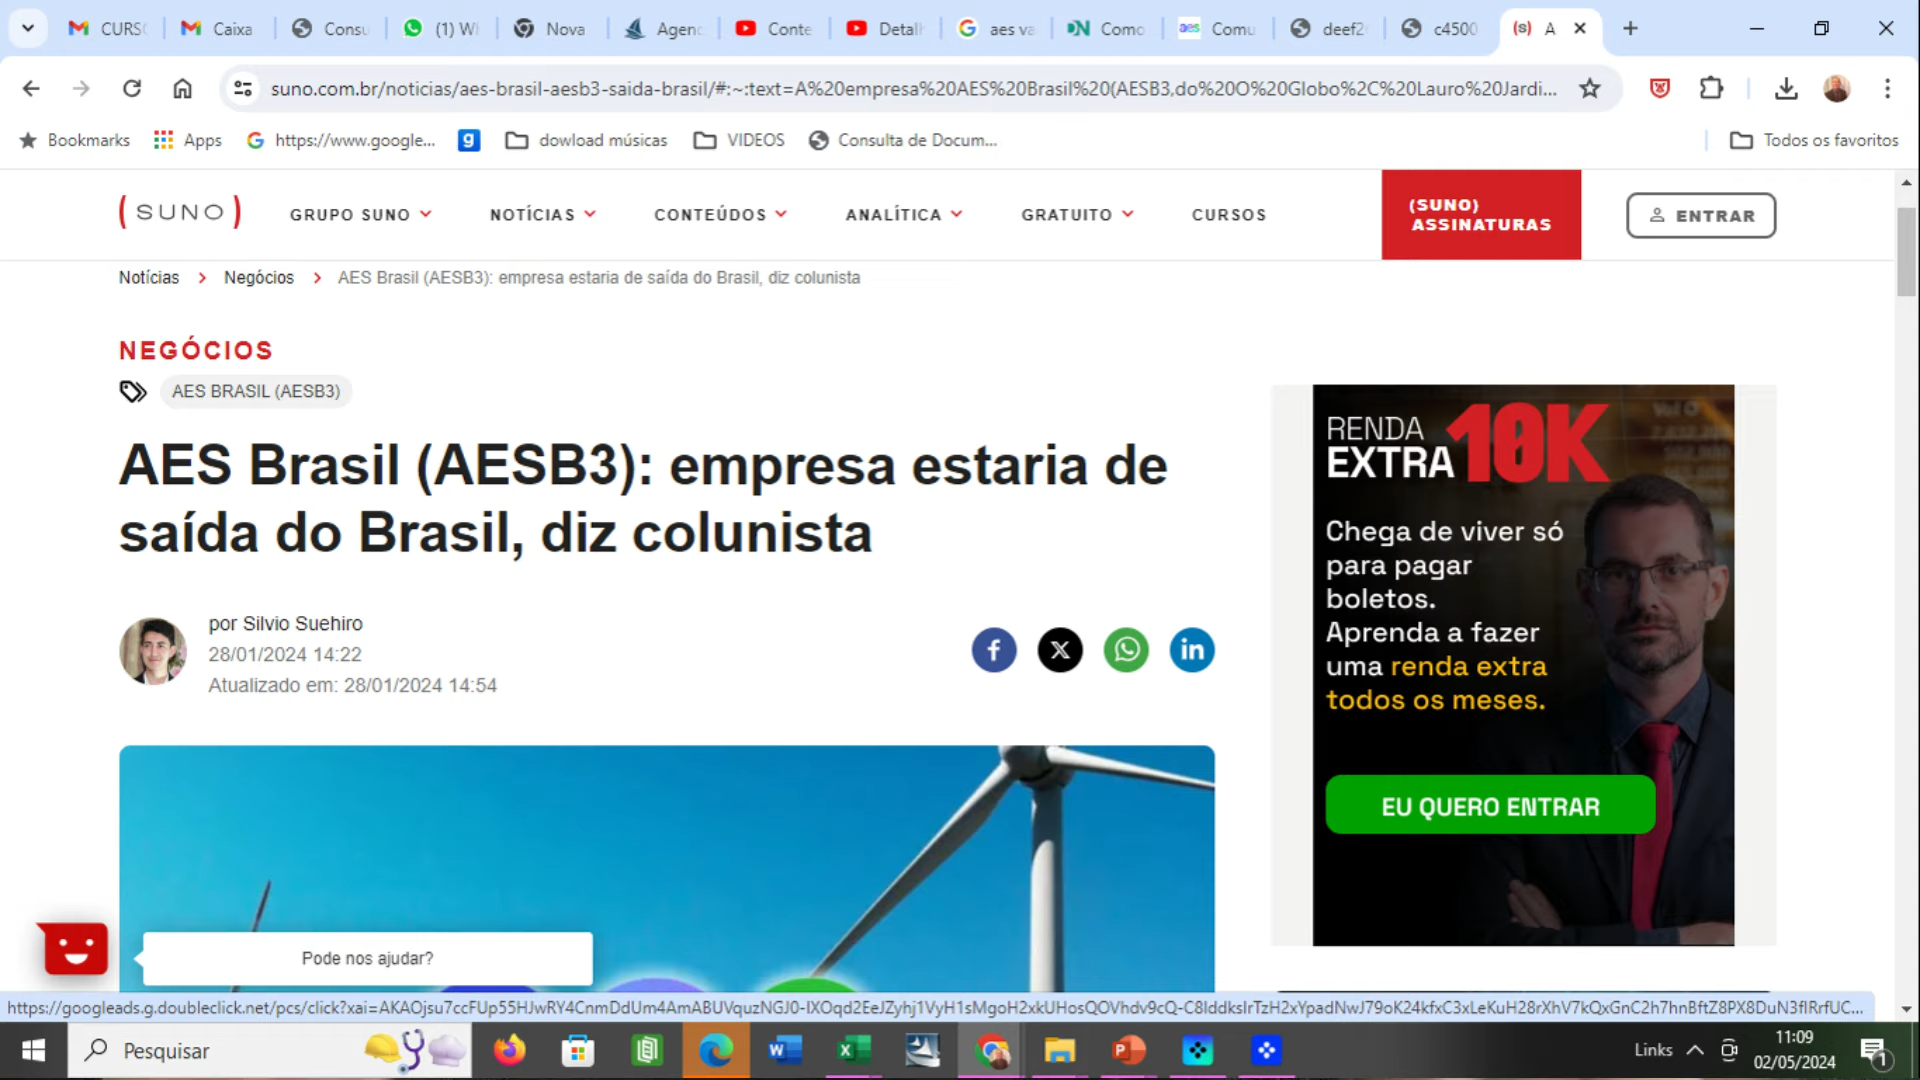 CURS
Caixa
Consu
(1) W
Nova
Agenc
Conte
Detalh
aes va
Como
aes Comu
deef2
c4500
(s) A
suno.com.br/noticias/aes-brasil-aesb3-saida-brasil/#:~:text=A%20empresa%20AES%20Brasil%20(AESB3,do%20O%20Globo%2C%20Lauro%20Jardi...
Bookmarks
Apps
https://www.google...
dowload músicas
VIDEOS
Consulta de Docum...
Todos os favoritos
(SUNO)
GRUPO SUNO
NOTÍCIAS
CONTEÚDOS
ANALÍTICA
GRATUITO
CURSOS
(SUNO)
ASSINATURAS
ENTRAR
Notícias > Negócios > AES Brasil (AESB3): empresa estaria de saída do Brasil, diz colunista
NEGÓCIOS
AES BRASIL (AESB3)
AES Brasil (AESB3): empresa estaria de
saída do Brasil, diz colunista
por Silvio Suehiro
28/01/2024 14:22
Atualizado em: 28/01/2024 14:54
RENDA
EXTRA 10K
Chega de viver só
para pagar
boletos.
Aprenda a fazer
uma renda extra
todos os meses.
EU QUERO ENTRAR
Pode nos ajudar?
Pesquisar
Links
11:09
02/05/2024
1